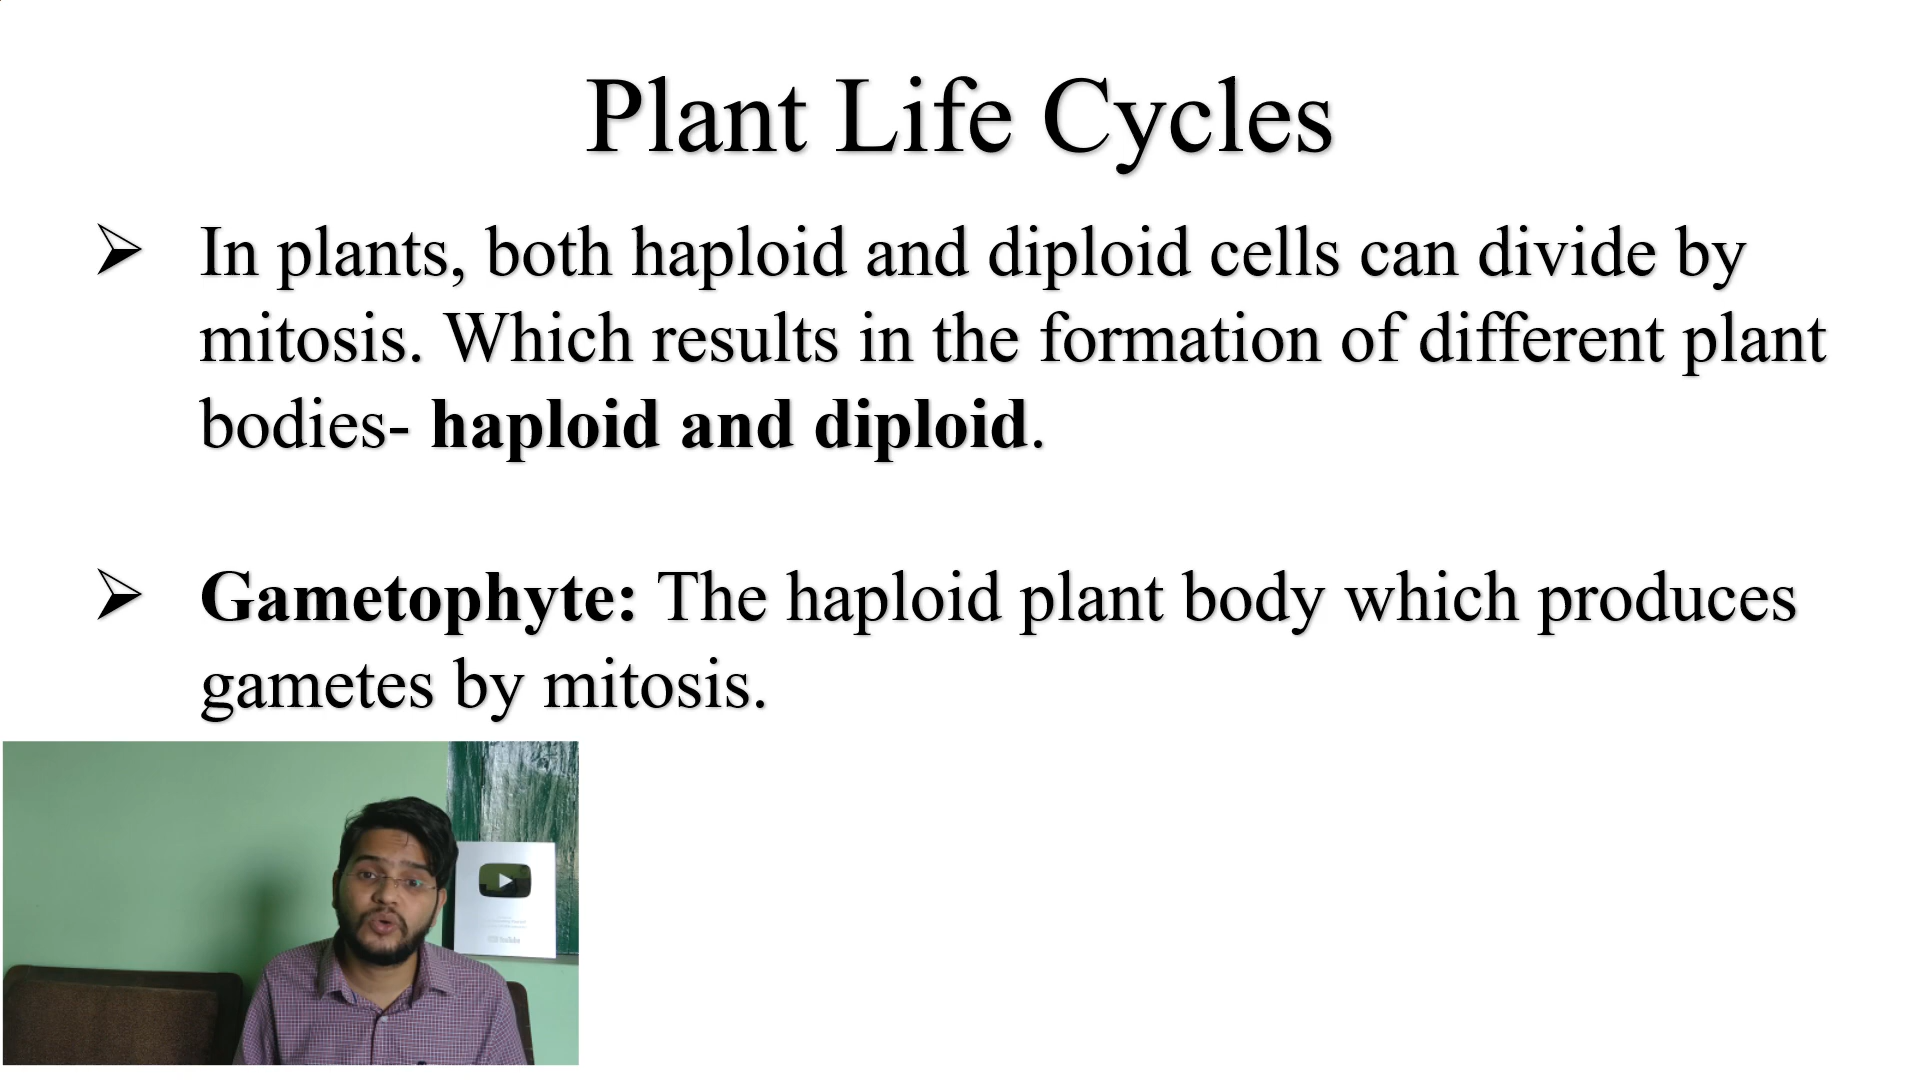 Plant Life Cycles
➢ In plants, both haploid and diploid cells can divide by
mitosis. Which results in the formation of different plant
bodies- haploid and diploid.
➢ Gametophyte: The haploid plant body which produces
gametes by mitosis.